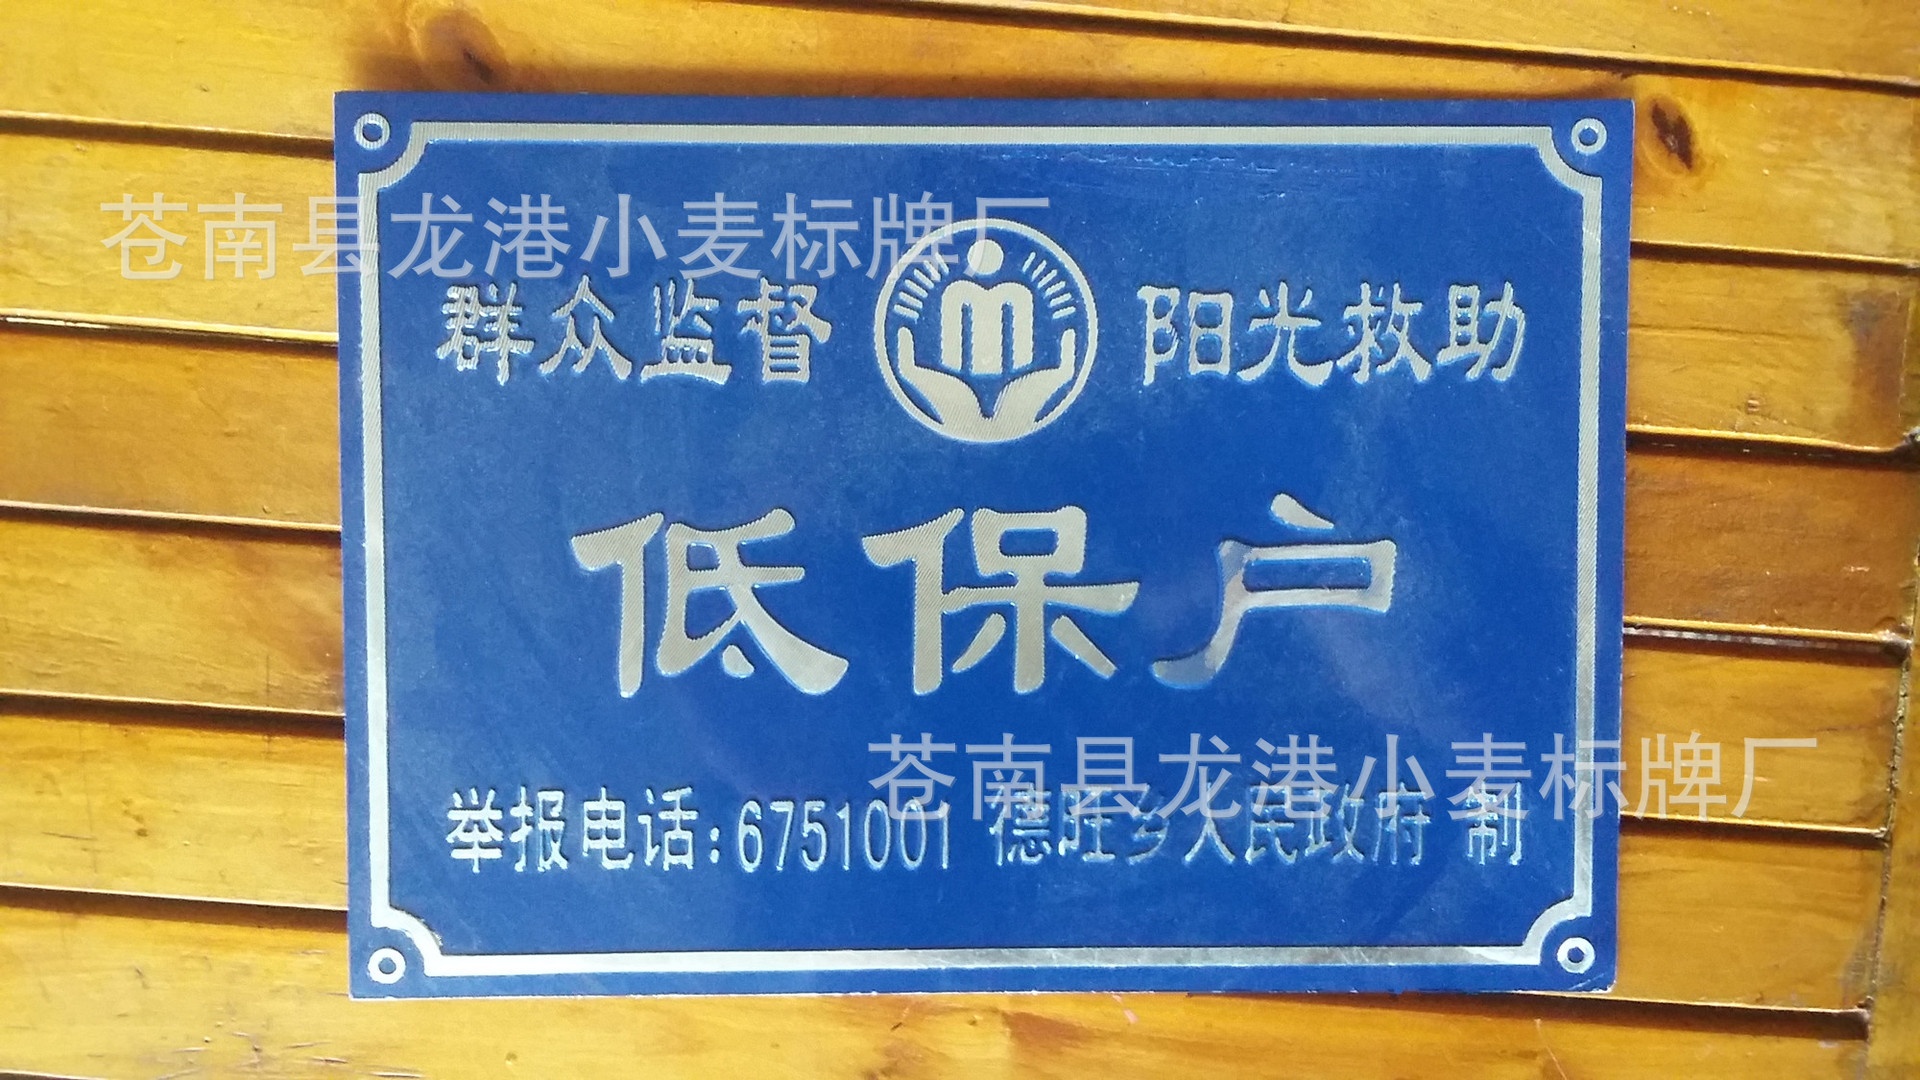 苍南县龙港小麦标牌厂
群众监督 阳光救助
低保户
苍南县龙港小麦标牌厂
举报电话:6751001 德旺乡人民政府 制